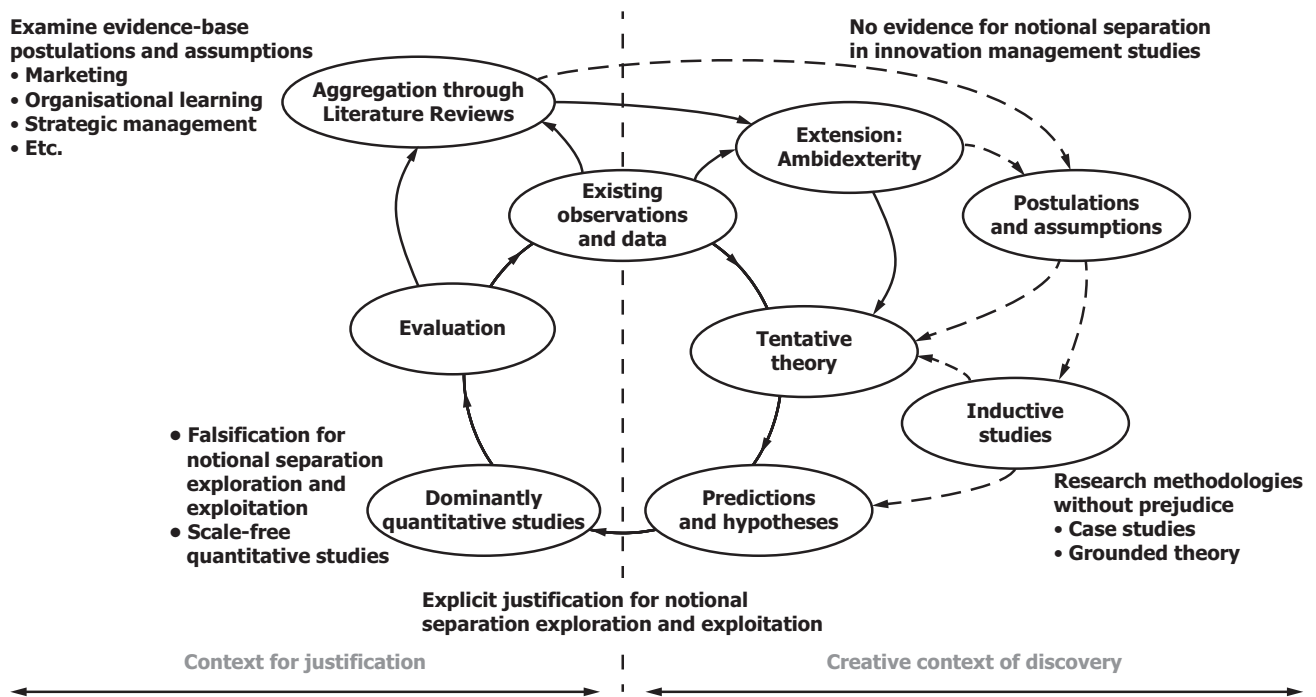 Examine evidence-base
postulations and assumptions
• Marketing
• Organisational learning
• Strategic management
• Etc.
No evidence for notional separation
in innovation management studies
Aggregation through
Literature Reviews
Extension:
Ambidexterity
Existing
observations
and data
Postulations
and assumptions
Evaluation
Tentative
theory
Inductive
studies
• Falsification for
notional separation
exploration and
exploitation
• Scale-free
quantitative studies
Dominantly
quantitative studies
Predictions
and hypotheses
Research methodologies
without prejudice
• Case studies
• Grounded theory
Explicit justification for notional
separation exploration and exploitation
Context for justification
Creative context of discovery